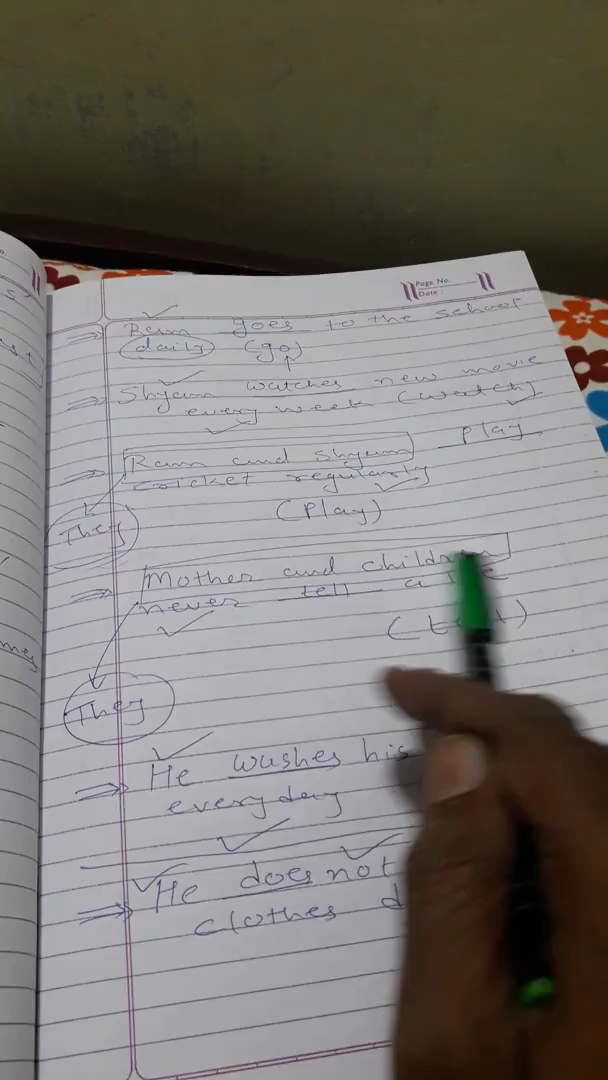 Page No.
Date :
Ram goes to the school
daily (go)
Shyam watches new movie
every week (watch)
Ram and Shyam play
cricket regularly
(Play)
They
Mother and children
never tell a
They
He washes his
everyday
He does not
clothes